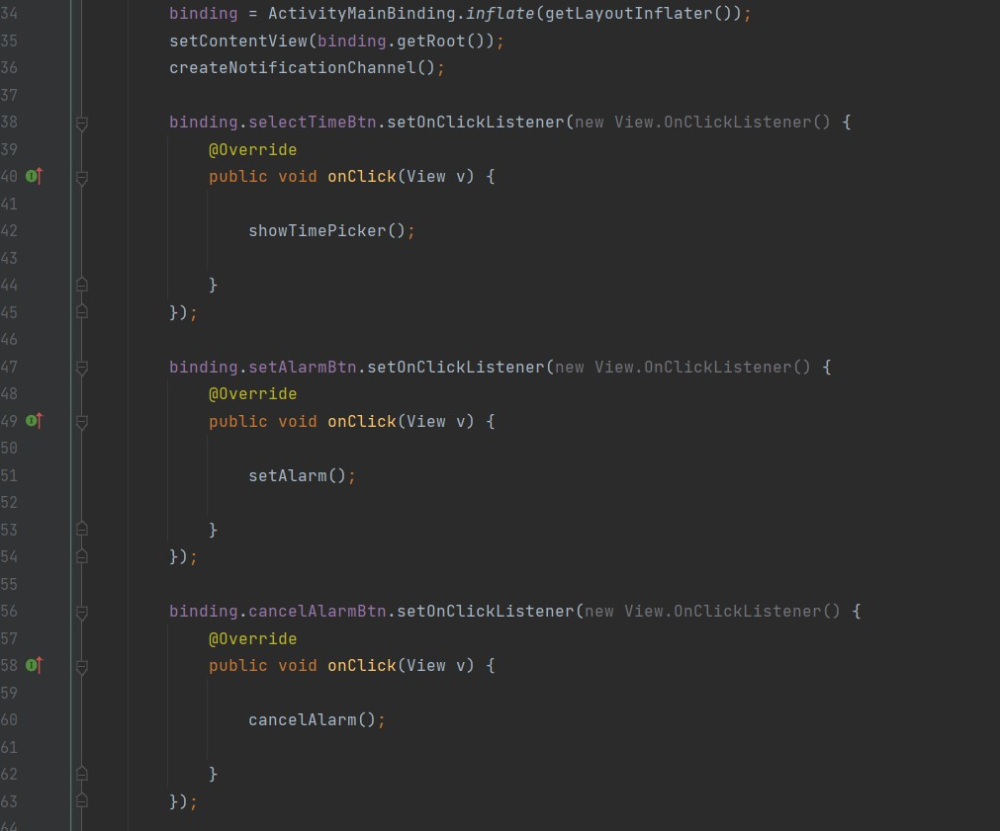 34 binding = ActivityMainBinding.inflate(getLayoutInflater());
35 setContentView(binding.getRoot());
36 createNotificationChannel();
37
38 binding.selectTimeBtn.setOnClickListener(new View.OnClickListener() {
39 @Override
40 public void onClick(View v) {
41
42 showTimePicker();
43
44 }
45 });
46
47 binding.setAlarmBtn.setOnClickListener(new View.OnClickListener() {
48 @Override
49 public void onClick(View v) {
50
51 setAlarm();
52
53 }
54 });
55
56 binding.cancelAlarmBtn.setOnClickListener(new View.OnClickListener() {
57 @Override
58 public void onClick(View v) {
59
60 cancelAlarm();
61
62 }
63 });
64